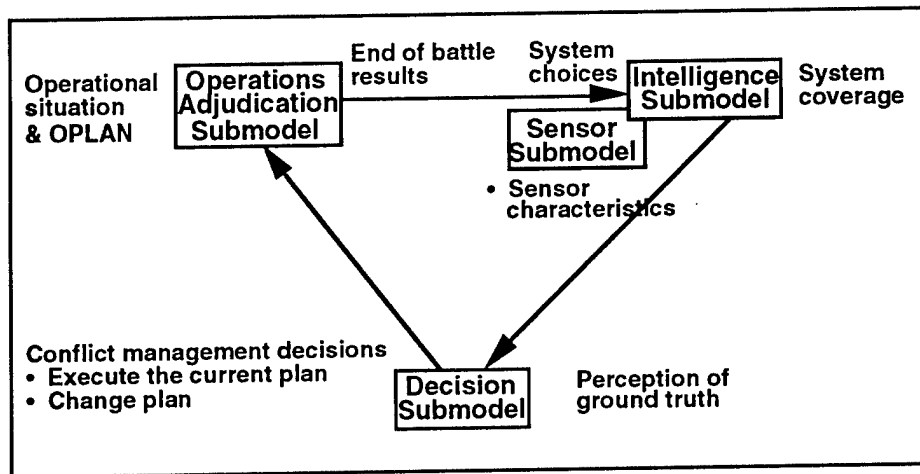 Operational
situation
& OPLAN
Operations
Adjudication
Submodel
End of battle
results
System
choices
Intelligence
Submodel
System
coverage
Sensor
Submodel
• Sensor
characteristics
Conflict management decisions
• Execute the current plan
• Change plan
Decision
Submodel
Perception of
ground truth